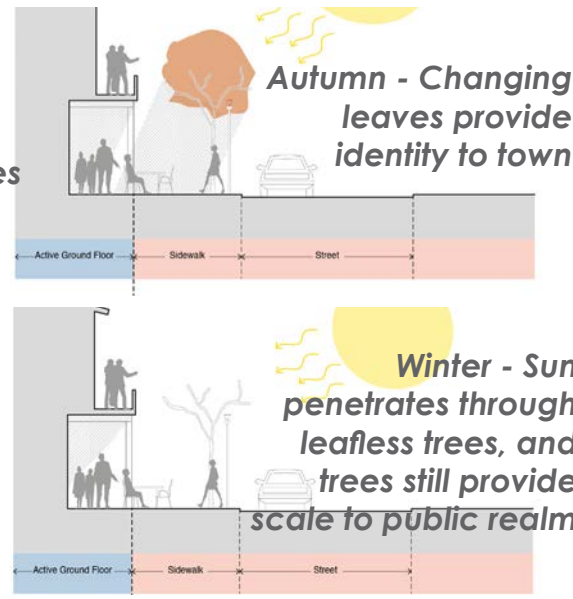 Autumn - Changing
leaves provide
identity to town
es
Active Ground Floor
Sidewalk
Street
Winter - Sun
penetrates through
leafless trees, and
trees still provide
scale to public realm
Active Ground Floor
Sidewalk
Street